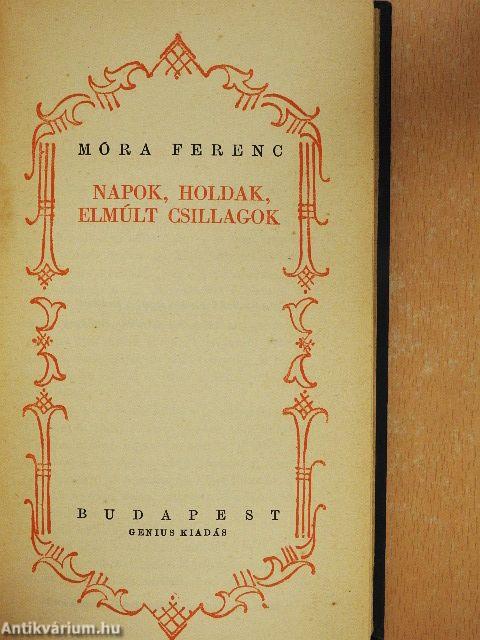 MÓRA FERENC
NAPOK, HOLDAK,
ELMÚLT CSILLAGOK
BUDAPEST
GENIUS KIADÁS
Antikvárium.hu